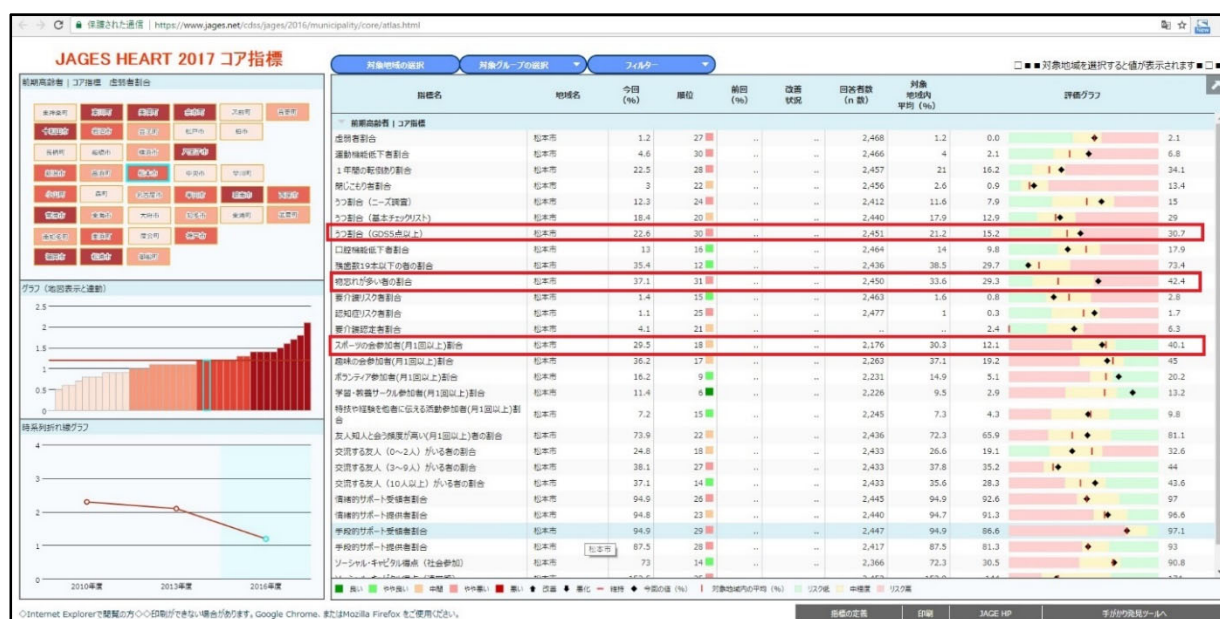 保護された通信 | https://www.jages.net/cdss/jages/2016/municipality/core/atlas.html
JAGES HEART 2017 コア指標
対象地域の選択 対象グループの選択 フィルター
□■■対象地域を選択すると値が表示されます■□■
前期高齢者 | コア指標 虚弱者割合
グラフ (地図表示と連動)
2.5
2
1.5
1
0.5
0
時系列折れ線グラフ
4
3
2
1
0
2010年度 2013年度 2016年度
指標名 地域名 今回(%) 順位 前回(%) 改善状況 回答者数(n 数) 対象地域内平均 (%) 評価グラフ
前期高齢者 | コア指標
虚弱者割合 松本市 1.2 27 .. .. 2,468 1.2 0.0 2.1
運動機能低下者割合 松本市 4.6 30 .. .. 2,466 4 2.1 6.8
1年間の転倒あり割合 松本市 22.5 28 .. .. 2,457 21 16.2 34.1
閉じこもり者割合 松本市 3 22 .. .. 2,456 2.6 0.9 13.4
うつ割合 (ニーズ調査) 松本市 12.3 24 .. .. 2,412 11.6 7.9 15
うつ割合 (基本チェックリスト) 松本市 18.4 20 .. .. 2,440 17.9 12.9 29
うつ割合 (GDS5点以上) 松本市 22.6 30 .. .. 2,451 21.2 15.2 30.7
口腔機能低下者割合 松本市 13 16 .. .. 2,464 14 9.8 17.9
残歯数19本以下の者の割合 松本市 35.4 12 .. .. 2,436 38.5 29.7 73.4
物忘れが多い者の割合 松本市 37.1 31 .. .. 2,450 33.6 29.3 42.4
要介護リスク者割合 松本市 1.4 15 .. .. 2,463 1.6 0.8 2.8
認知症リスク者割合 松本市 1.1 25 .. .. 2,477 1 0.3 1.7
要介護認定者割合 松本市 4.1 21 .. .. .. .. 2.4 6.3
スポーツの会参加者(月1回以上)割合 松本市 29.5 18 .. .. 2,176 30.3 12.1 40.1
趣味の会参加者(月1回以上)割合 松本市 36.2 17 .. .. 2,263 37.1 19.2 45
ボランティア参加者(月1回以上)割合 松本市 16.2 9 .. .. 2,231 14.9 5.1 20.2
学習・教養サークル参加者(月1回以上)割合 松本市 11.4 6 .. .. 2,226 9.5 2.9 13.2
特技や経験を他者に伝える活動参加者(月1回以上)割合 松本市 7.2 15 .. .. 2,245 7.3 4.3 9.8
友人知人と会う頻度が高い(月1回以上)者の割合 松本市 73.9 22 .. .. 2,436 72.3 65.9 81.1
交流する友人 (0～2人) がいる者の割合 松本市 24.8 18 .. .. 2,433 26.6 19.1 32.6
交流する友人 (3～9人) がいる者の割合 松本市 38.1 27 .. .. 2,433 37.8 35.2 44
交流する友人 (10人以上) がいる者の割合 松本市 37.1 14 .. .. 2,433 35.6 28.3 43.6
情緒的サポート受領者割合 松本市 94.9 26 .. .. 2,445 94.9 92.6 97
情緒的サポート提供者割合 松本市 94.8 23 .. .. 2,440 94.7 91.3 96.6
手段的サポート受領者割合 松本市 94.9 29 .. .. 2,447 94.9 86.6 97.1
手段的サポート提供者割合 松本市 87.5 28 .. .. 2,417 87.5 81.3 93
ソーシャル・キャピタル得点 (社会参加) 松本市 73 14 .. .. 2,366 72.3 30.5 90.8
松本市
良い やや良い 中間 やや悪い 悪い 改善 悪化 維持 今回の値 (%) 対象地域内の平均 (%) リスク低 中程度 リスク高
◇Internet Explorerで閲覧の方◇◇印刷ができない場合があります。Google Chrome、またはMozilla Firefox をご使用ください。
指標の定義 印刷 JAGE HP 手がかり発見ツールへ